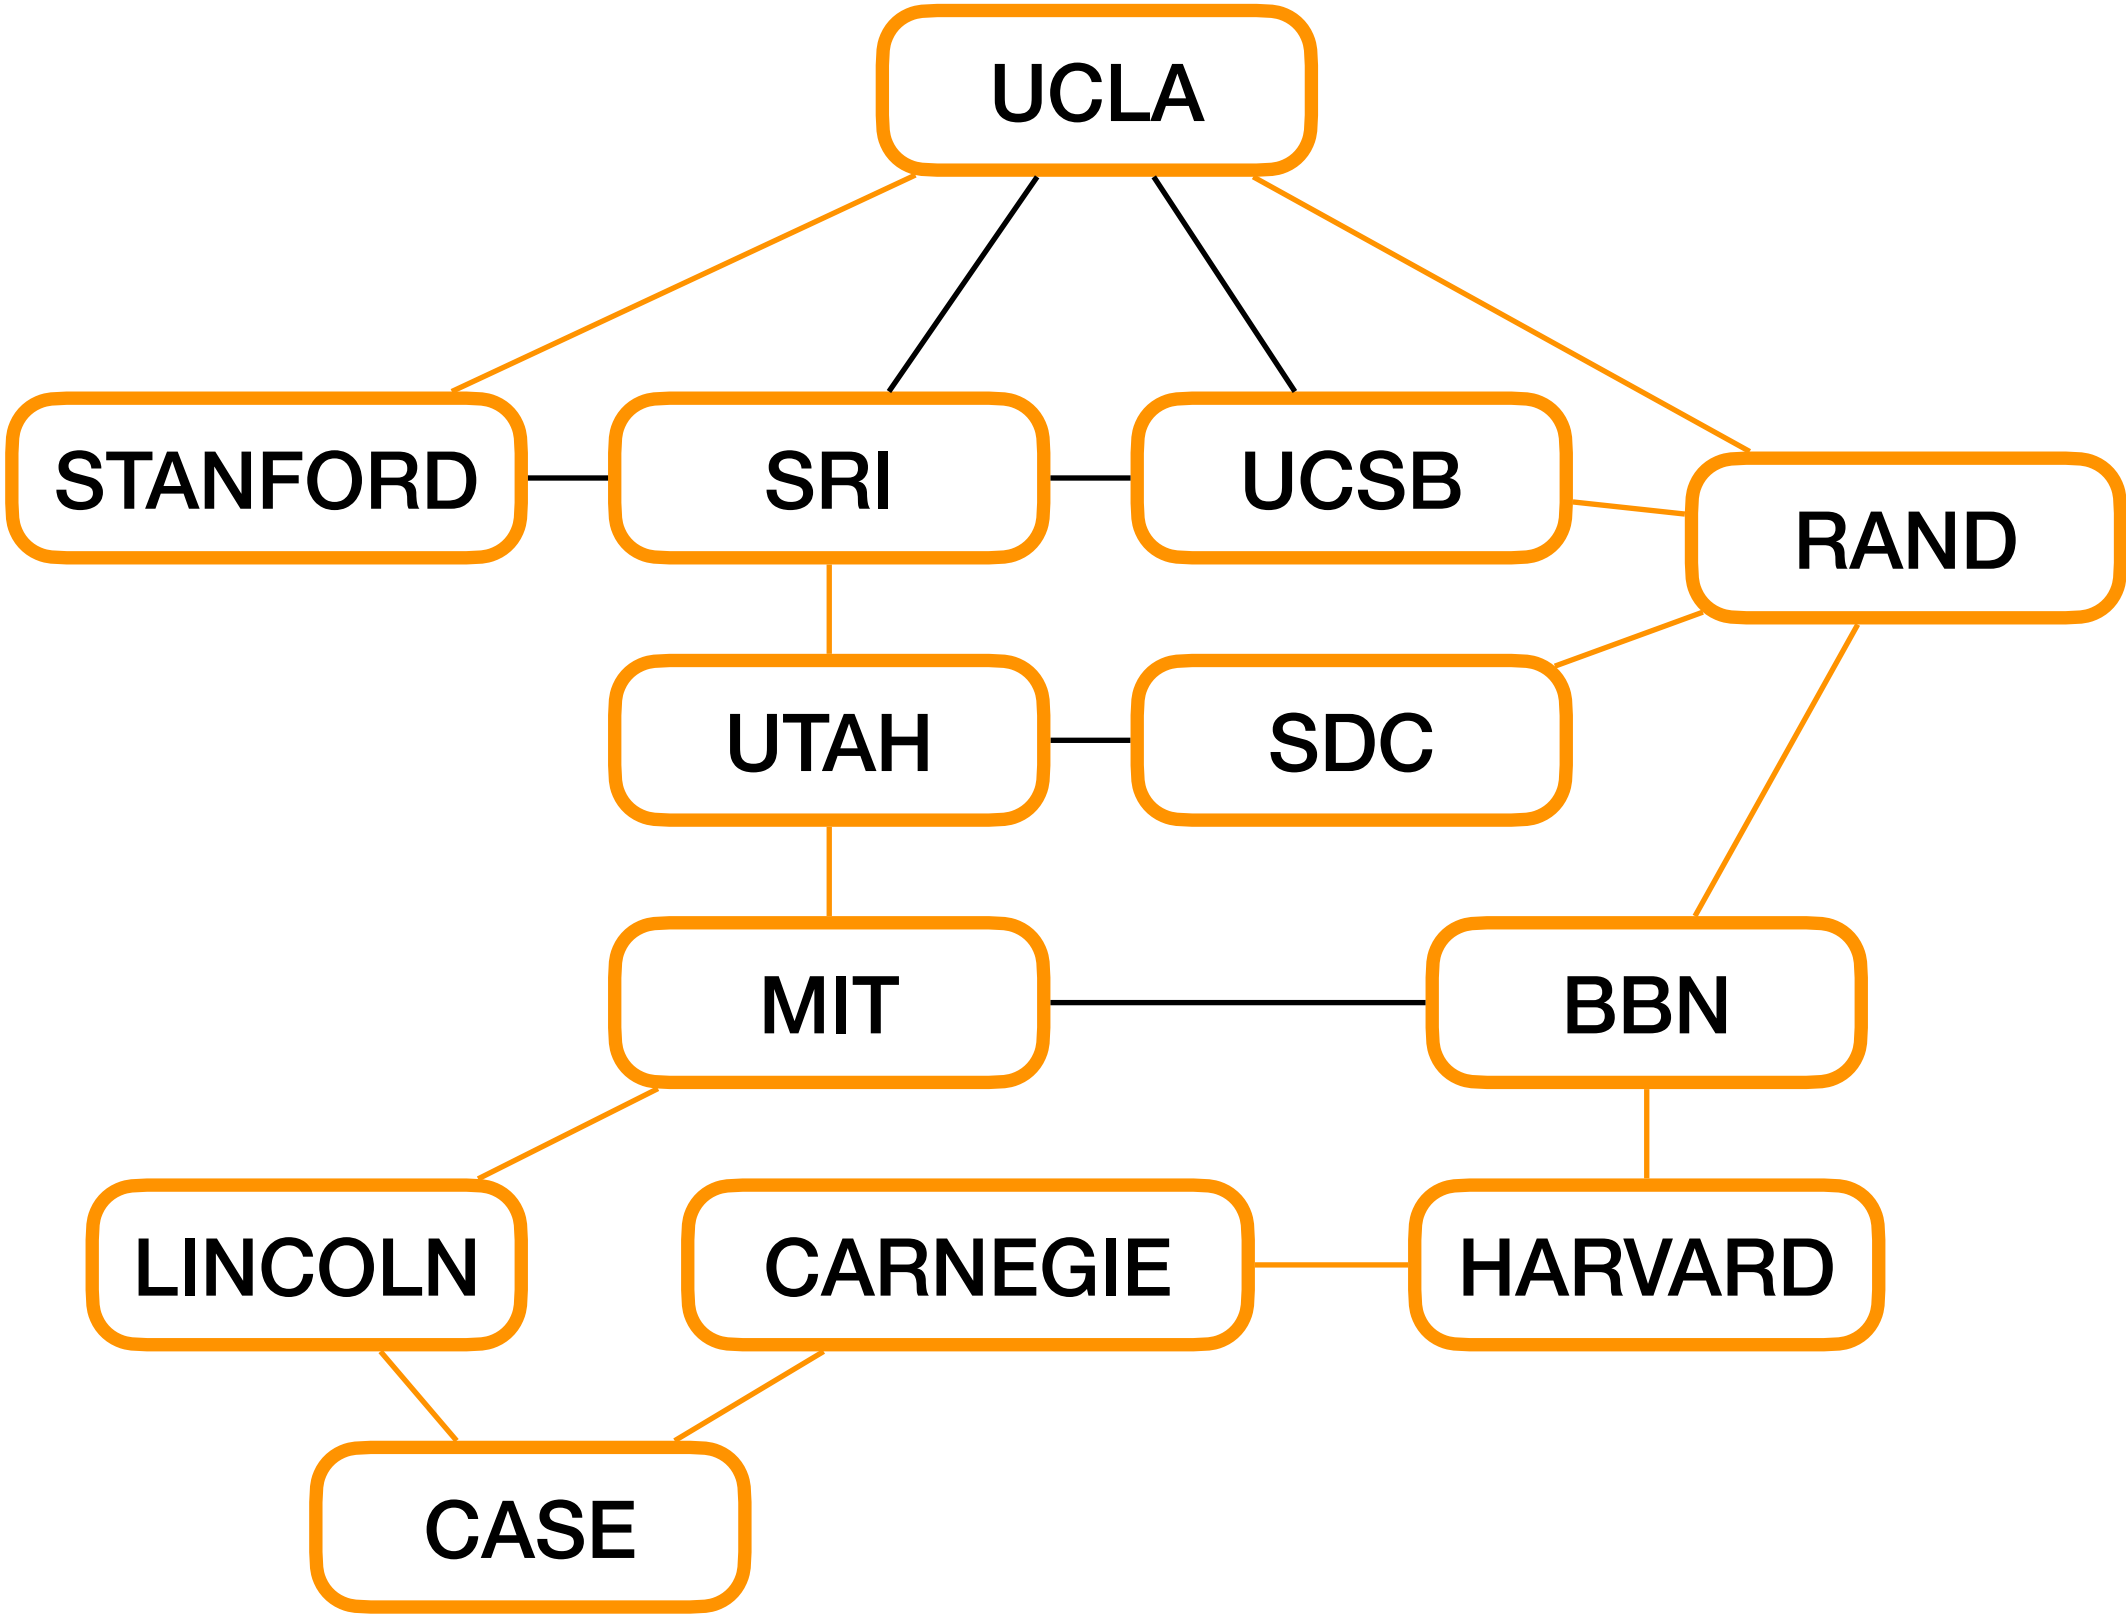 UCLA
STANFORD
SRI
UCSB
RAND
UTAH
SDC
MIT
BBN
LINCOLN
CARNEGIE
HARVARD
CASE